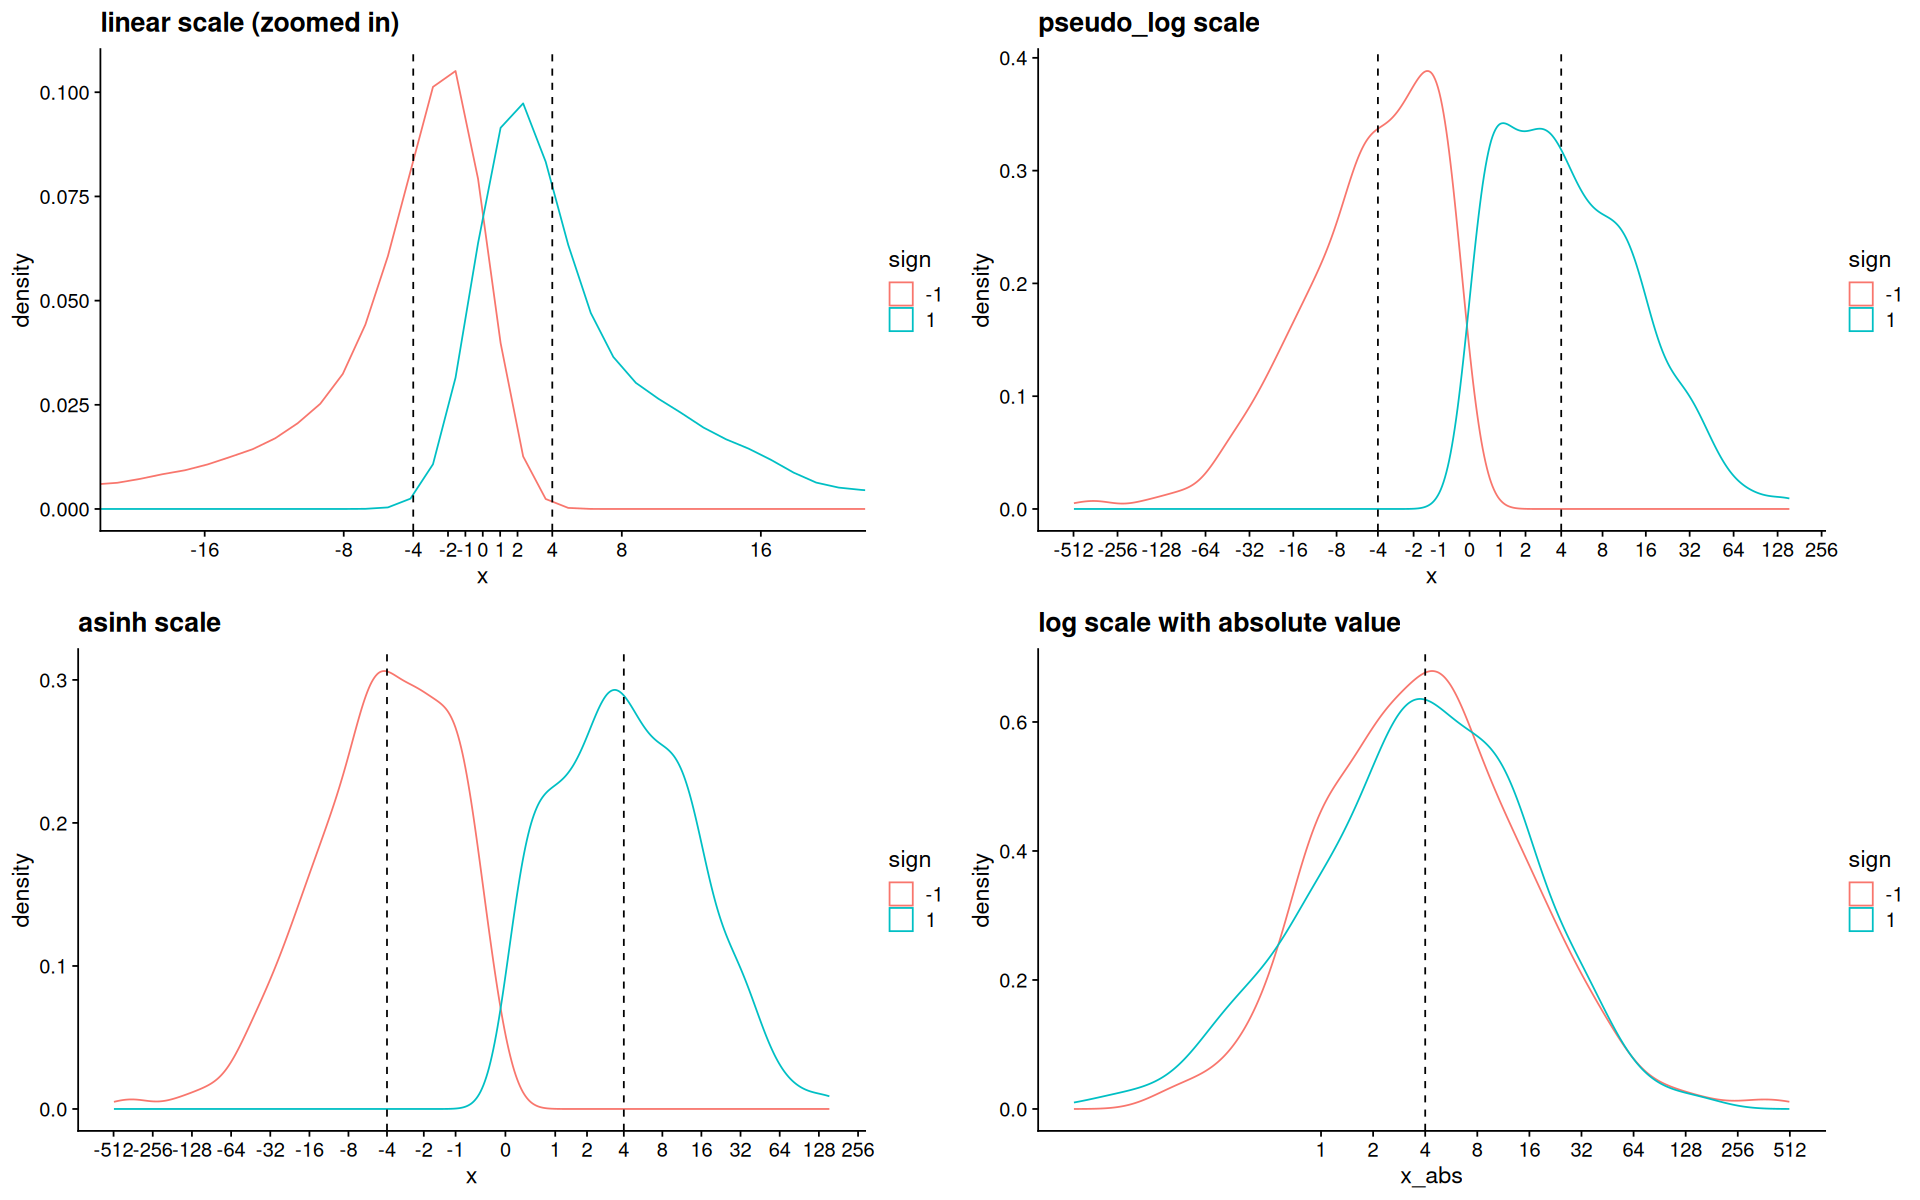 linear scale (zoomed in)
0.100
0.075
0.050
0.025
0.000
density
-16 -8 -4 -2 -1 0 1 2 4 8 16
x
sign
-1
1
pseudo_log scale
0.4
0.3
0.2
0.1
0.0
density
-512 -256 -128 -64 -32 -16 -8 -4 -2 -1 0 1 2 4 8 16 32 64 128 256
x
sign
-1
1
asinh scale
0.3
0.2
0.1
0.0
density
-512 -256 -128 -64 -32 -16 -8 -4 -2 -1 0 1 2 4 8 16 32 64 128 256
x
sign
-1
1
log scale with absolute value
0.6
0.4
0.2
0.0
density
1 2 4 8 16 32 64 128 256 512
x_abs
sign
-1
1